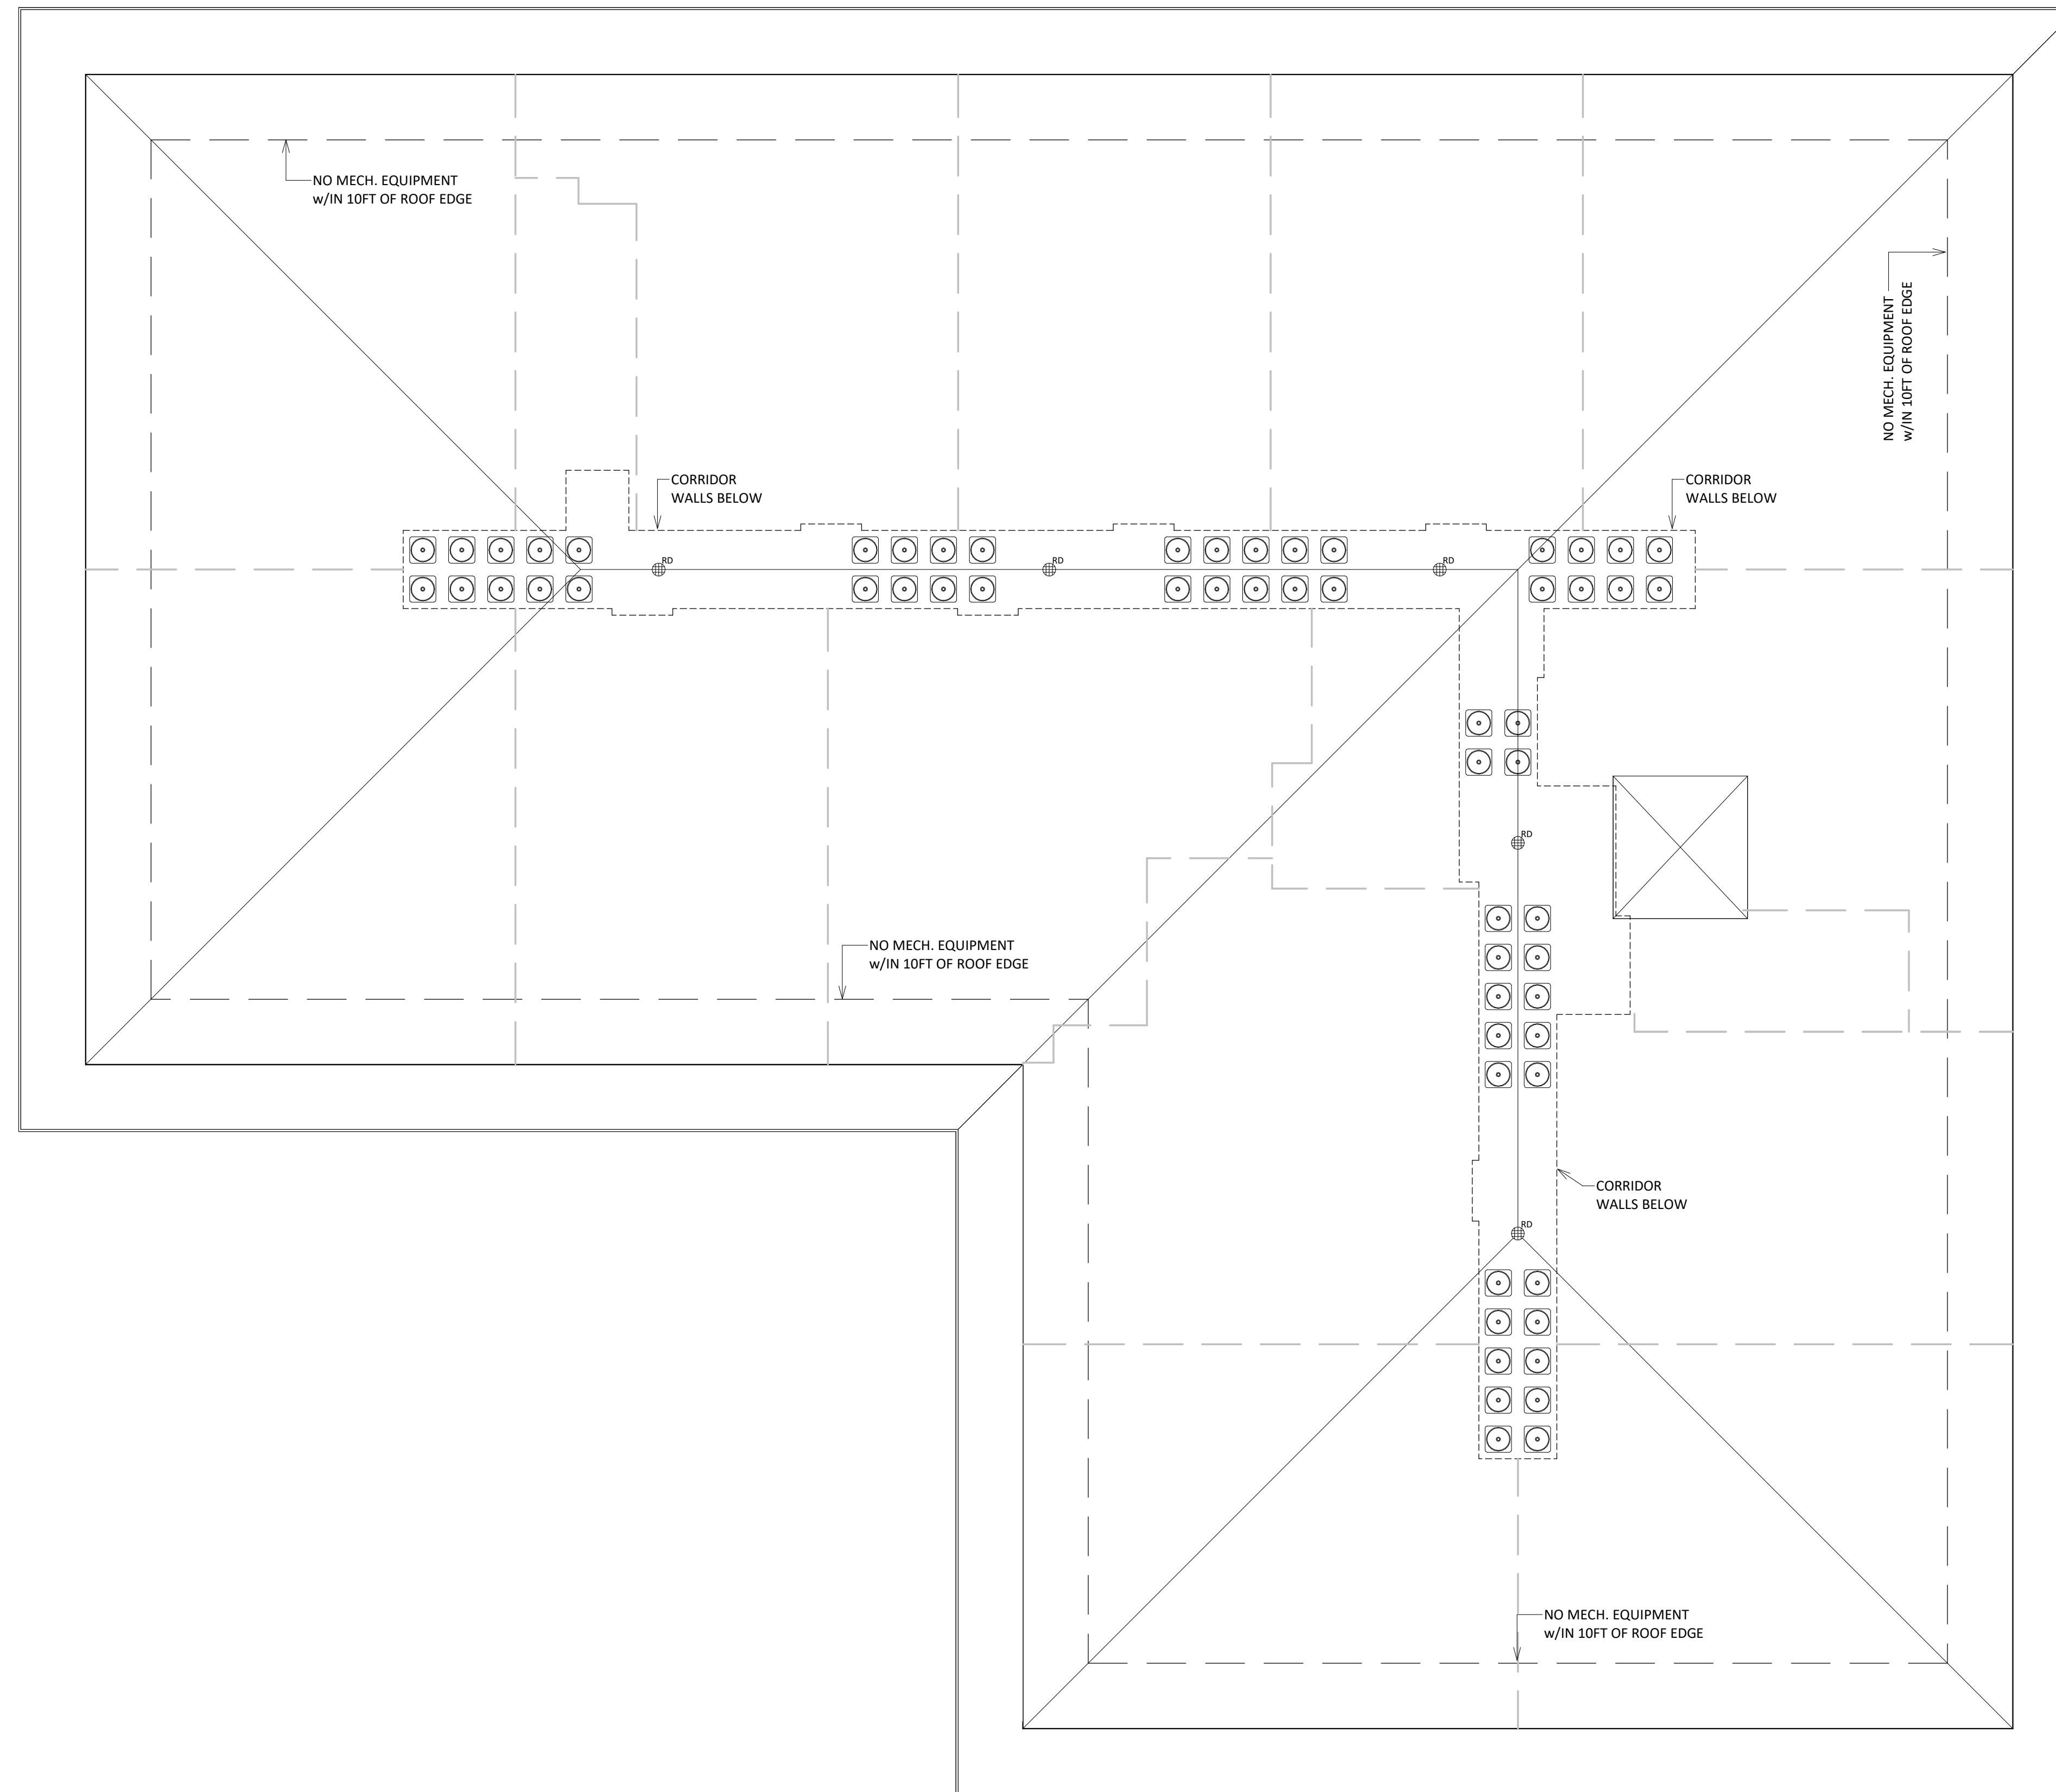 NO MECH. EQUIPMENT
w/IN 10FT OF ROOF EDGE
NO MECH. EQUIPMENT
w/IN 10FT OF ROOF EDGE
CORRIDOR
WALLS BELOW
CORRIDOR
WALLS BELOW
RD
RD
RD
RD
NO MECH. EQUIPMENT
w/IN 10FT OF ROOF EDGE
CORRIDOR
WALLS BELOW
RD
NO MECH. EQUIPMENT
w/IN 10FT OF ROOF EDGE